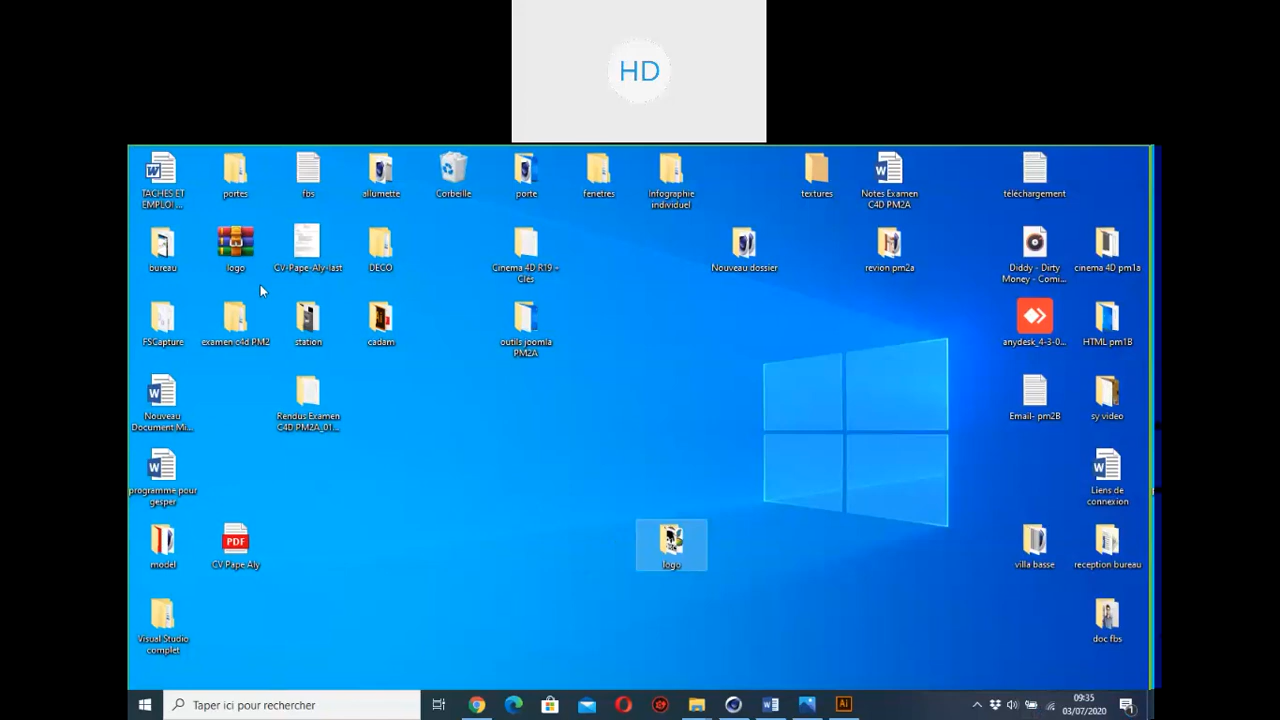 HD
TACHES ET
EMPLOI ...
portes
fbs
allumette
Corbeille
porte
fenetres
Infographie
individuel
textures
Notes Examen
C4D PM2A
téléchargement
bureau
logo
CV-Pape-Aly-last
DECO
Cinema 4D R19 -
Clés
Nouveau dossier
revion pm2a
Diddy - Dirty
Money - Comi...
cinema 4D pm1a
FSCapture
examen c4d PM2
station
cadam
outils joomla
PM2A
anydesk_4-3-0...
HTML pm1B
Nouveau
Document Mi...
Rendus Examen
C4D PM2A_01...
Email- pm2B
sy video
programme pour
gesper
Liens de
connexion
model
PDF
CV Pape Aly
logo
villa basse
reception bureau
Visual Studio
complet
doc fbs
Taper ici pour rechercher
Ai
09:35
03/07/2020
1